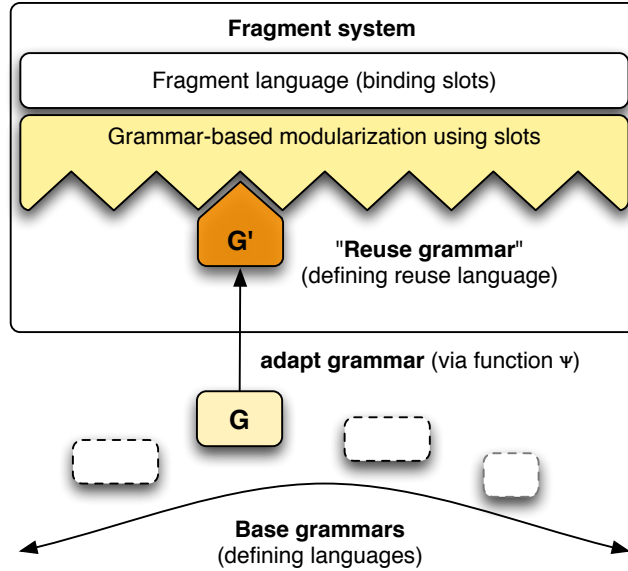 Fragment system
Fragment language (binding slots)
Grammar-based modularization using slots
G'
"Reuse grammar"
(defining reuse language)
adapt grammar (via function Ψ)
G
Base grammars
(defining languages)